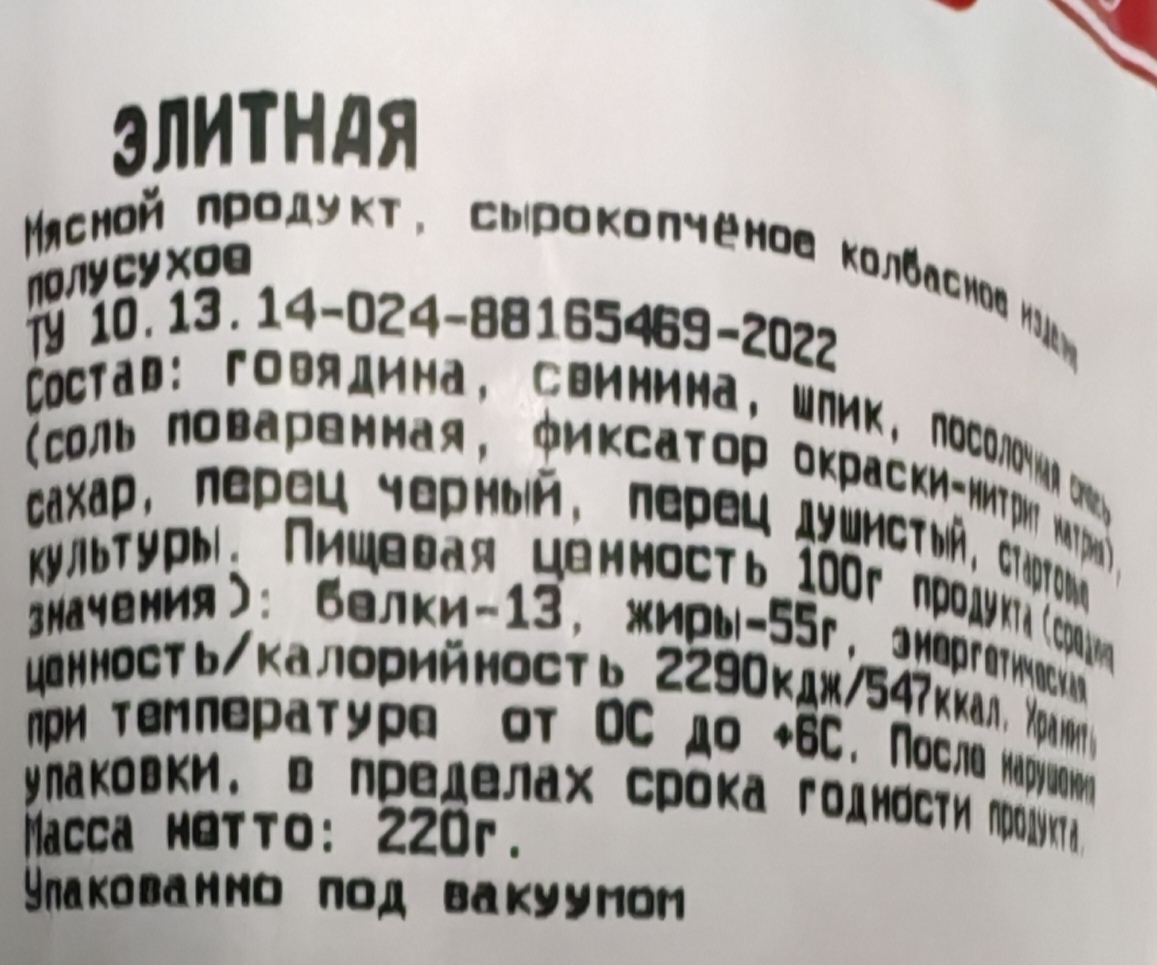 ЭЛИТНАЯ
Мясной продукт, сырокопчёное колбасное издели
полусухое
ТУ 10.13.14-024-88165469-2022
Состав: говядина, свинина, шпик, посолочная смесь
(соль поваренная, фиксатор окраски-нитрит натрия),
сахар, перец черный, перец душистый, стартовые
культуры. Пищевая ценность 100г продукта (средние
значения): белки-13, жиры-55г, энергетическая
ценность/калорийность 2290кдж/547ккал. Хранить
при температуре от 0С до +6С. После нарушения
упаковки, в пределах срока годности продукта.
Масса нетто: 220г.
Упакованно под вакуумом